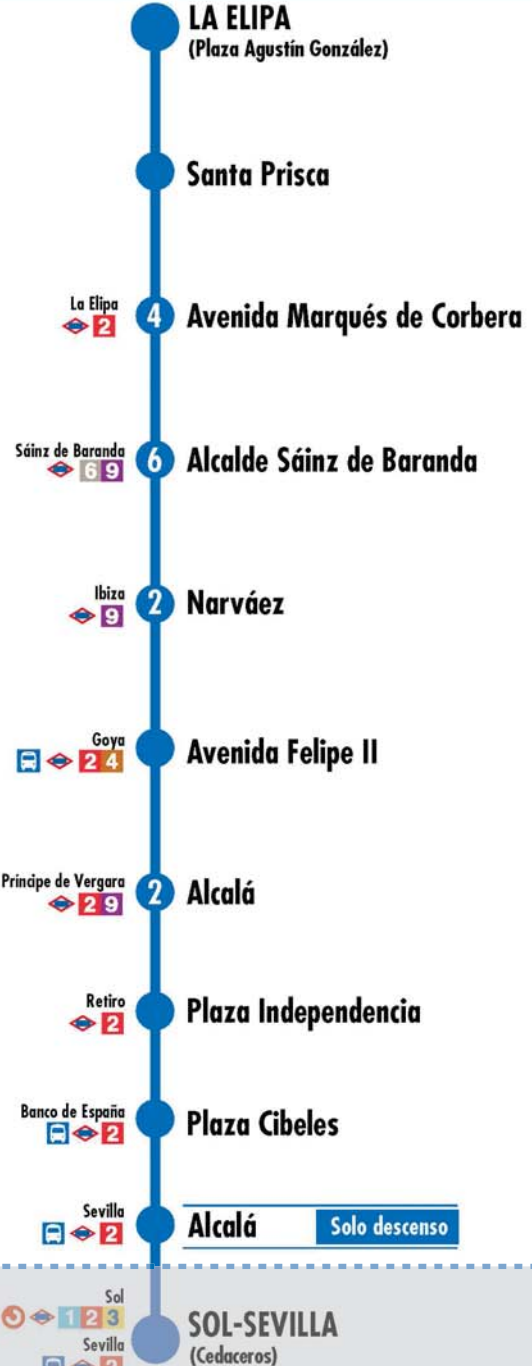 LA ELIPA
(Plaza Agustín González)
Santa Prisca
La Elipa
2
4
Avenida Marqués de Corbera
Sáinz de Baranda
6 9
6
Alcalde Sáinz de Baranda
Ibiza
9
2
Narváez
Goya
2 4
Avenida Felipe II
Príncipe de Vergara
2 9
2
Alcalá
Retiro
2
Plaza Independencia
Banco de España
2
Plaza Cibeles
Sevilla
2
Alcalá
Solo descenso
Sol
1 2 3
Sevilla
2
SOL-SEVILLA
(Cedaceros)